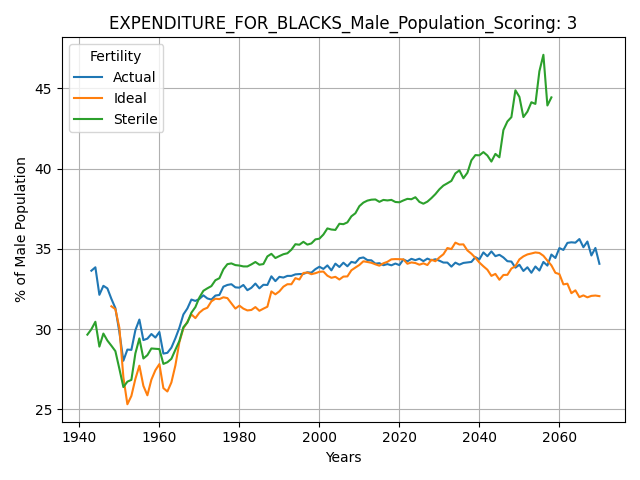 EXPENDITURE_FOR_BLACKS_Male_Population_Scoring: 3
Fertility
Actual
Ideal
Sterile
45
40
35
30
25
% of Male Population
1940 1960 1980 2000 2020 2040 2060
Years